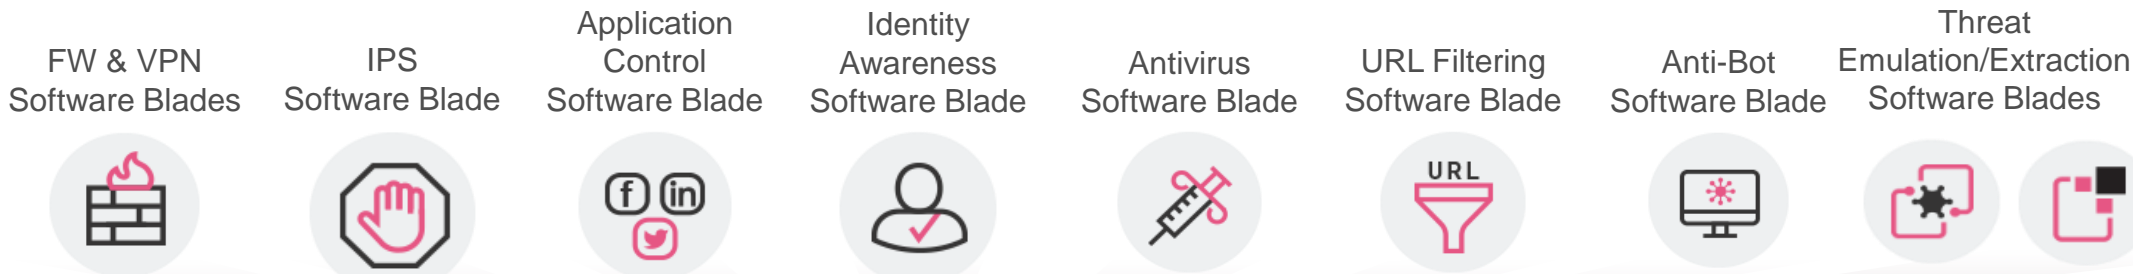 FW & VPN
Software Blades
IPS
Software Blade
Application
Control
Software Blade
Identity
Awareness
Software Blade
Antivirus
Software Blade
URL Filtering
Software Blade
Anti-Bot
Software Blade
Threat
Emulation/Extraction
Software Blades
f
in
URL